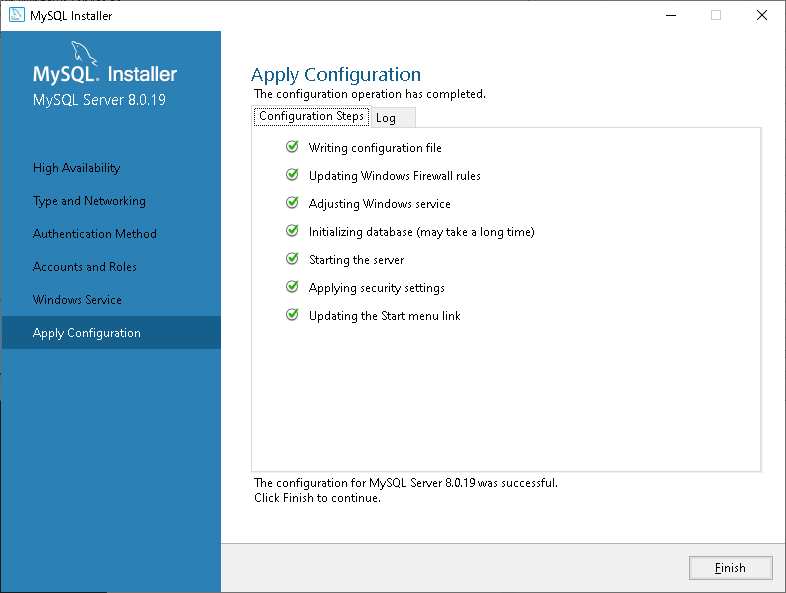 MySQL Installer
MySQL. Installer
MySQL Server 8.0.19
High Availability
Type and Networking
Authentication Method
Accounts and Roles
Windows Service
Apply Configuration
Apply Configuration
The configuration operation has completed.
Configuration Steps
Log
Writing configuration file
Updating Windows Firewall rules
Adjusting Windows service
Initializing database (may take a long time)
Starting the server
Applying security settings
Updating the Start menu link
The configuration for MySQL Server 8.0.19 was successful.
Click Finish to continue.
Finish